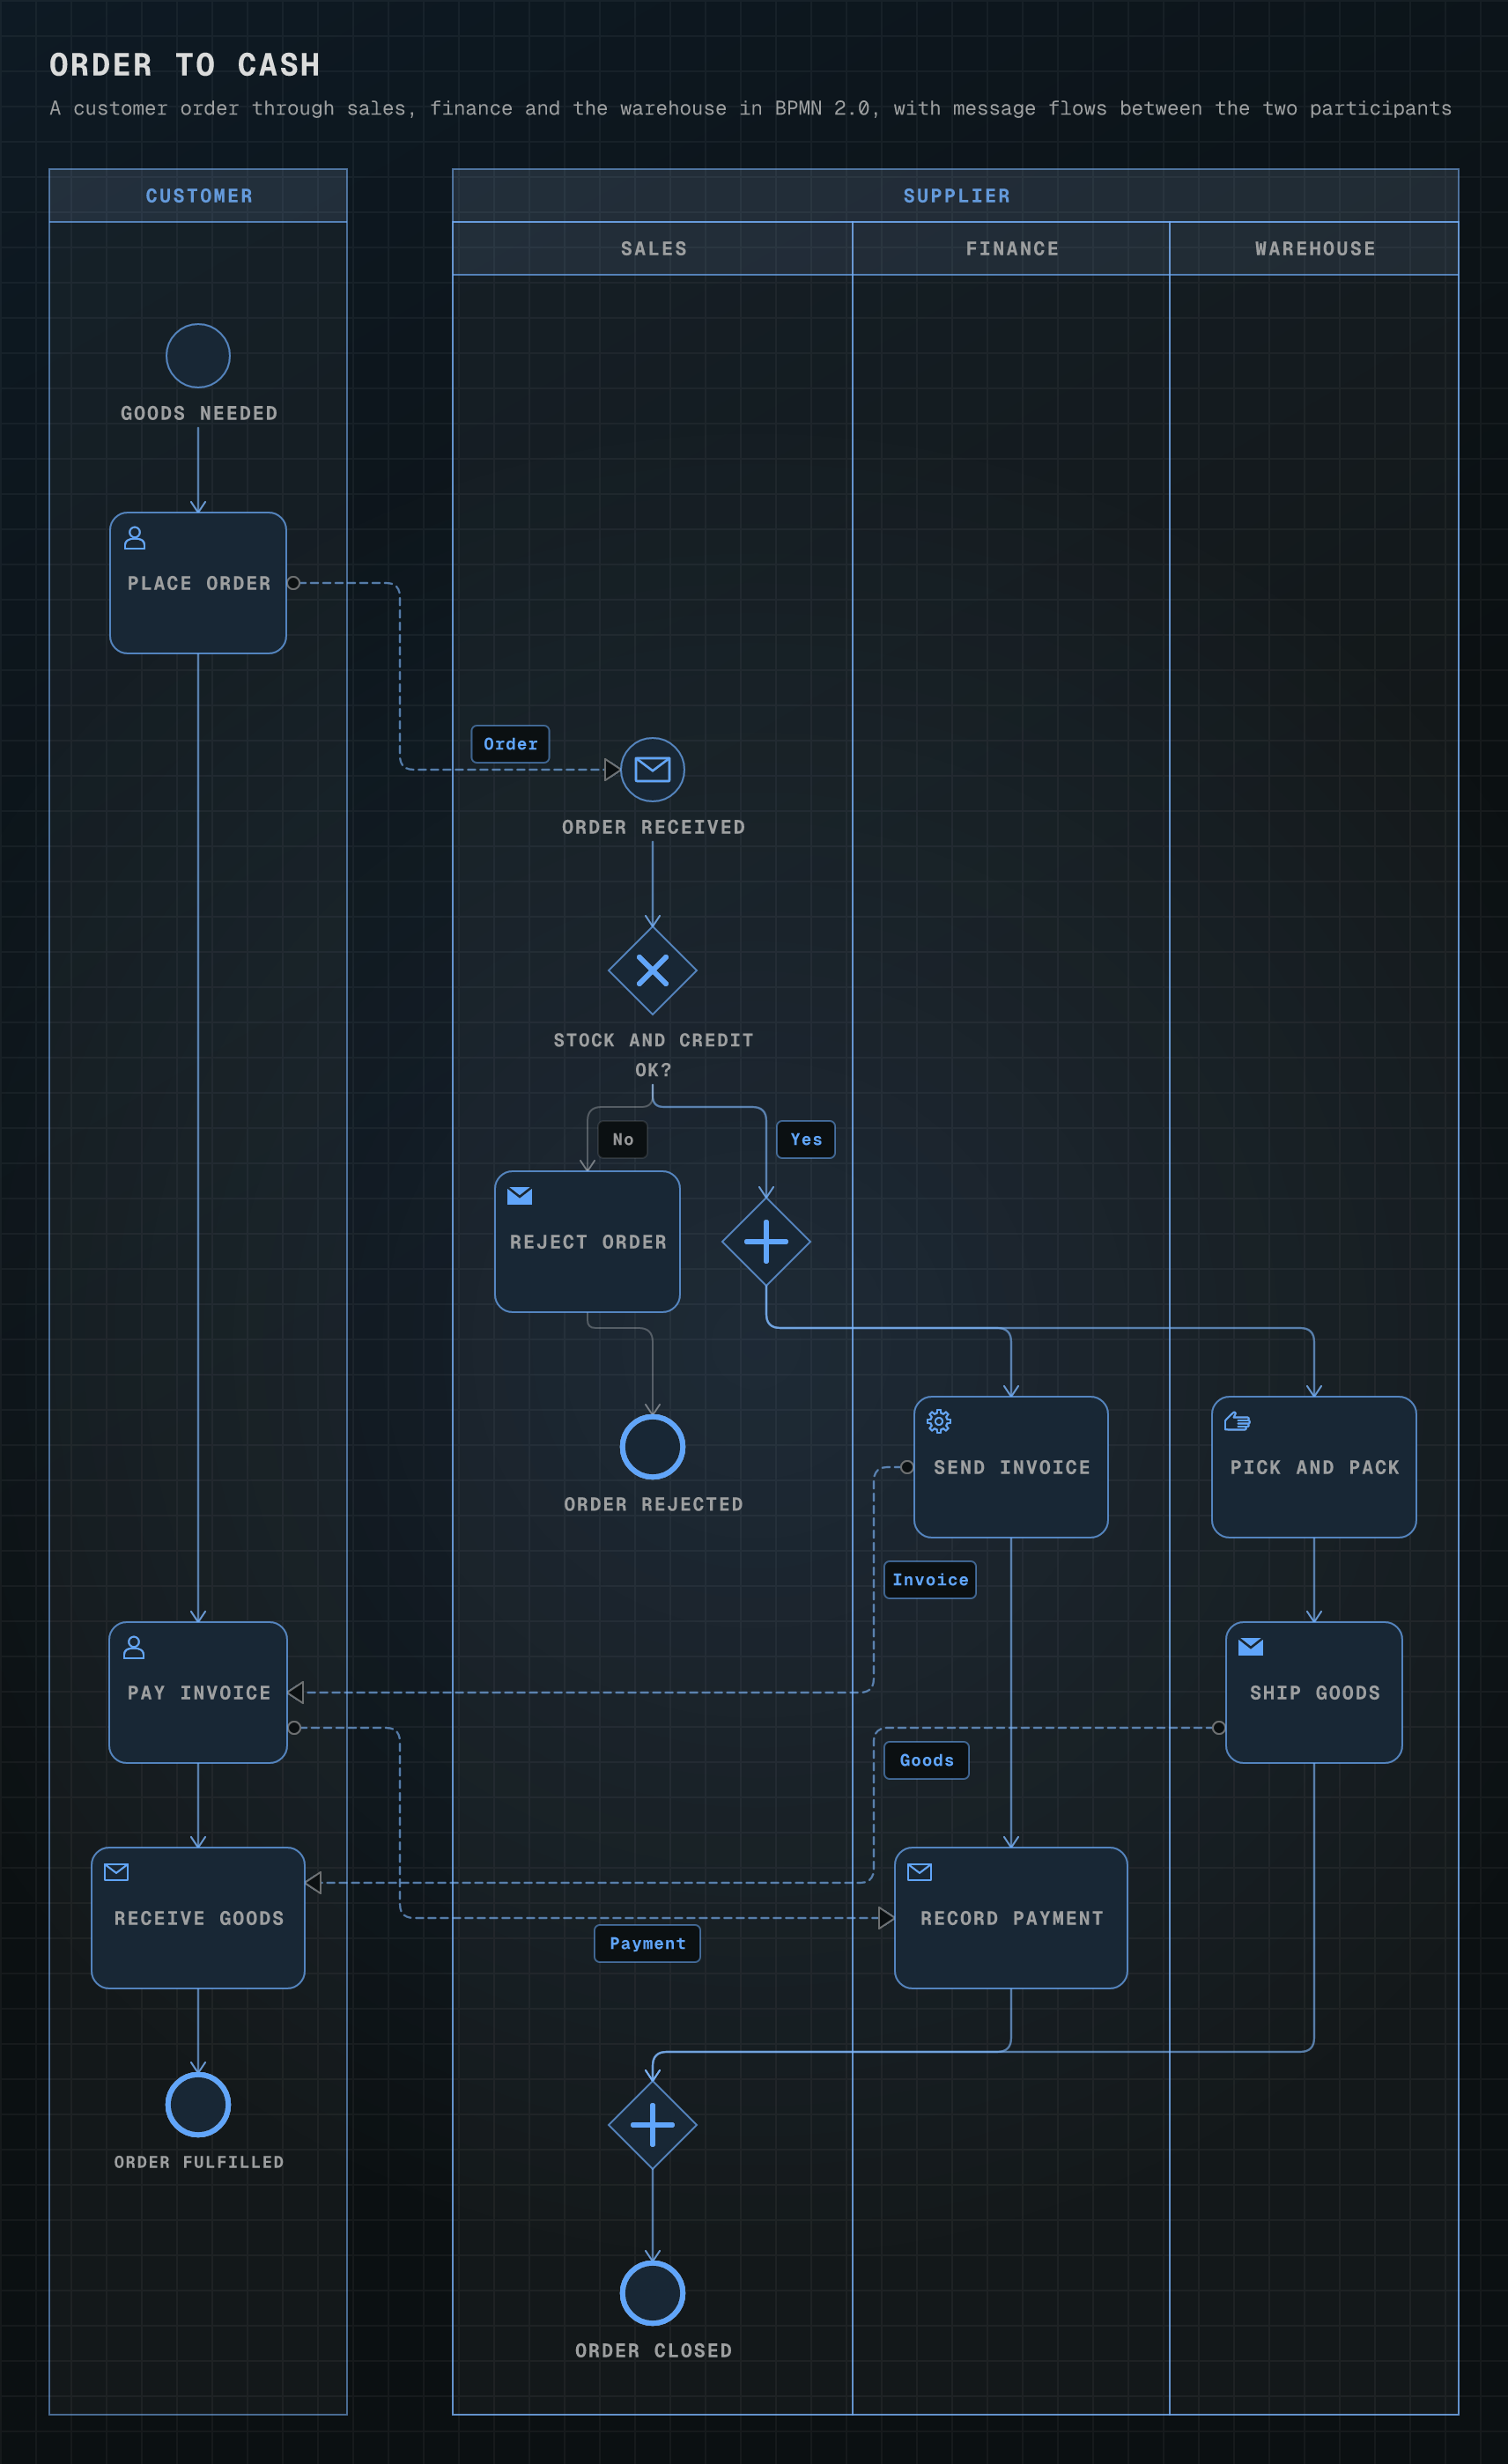 ORDER TO CASH
A customer order through sales, finance and the warehouse in BPMN 2.0, with message flows between the two participants
CUSTOMER
SUPPLIER
SALES
FINANCE
WAREHOUSE
GOODS NEEDED
PLACE ORDER
Order
ORDER RECEIVED
STOCK AND CREDIT
OK?
No
Yes
REJECT ORDER
SEND INVOICE
PICK AND PACK
ORDER REJECTED
Invoice
PAY INVOICE
SHIP GOODS
Goods
RECEIVE GOODS
RECORD PAYMENT
Payment
ORDER FULFILLED
ORDER CLOSED